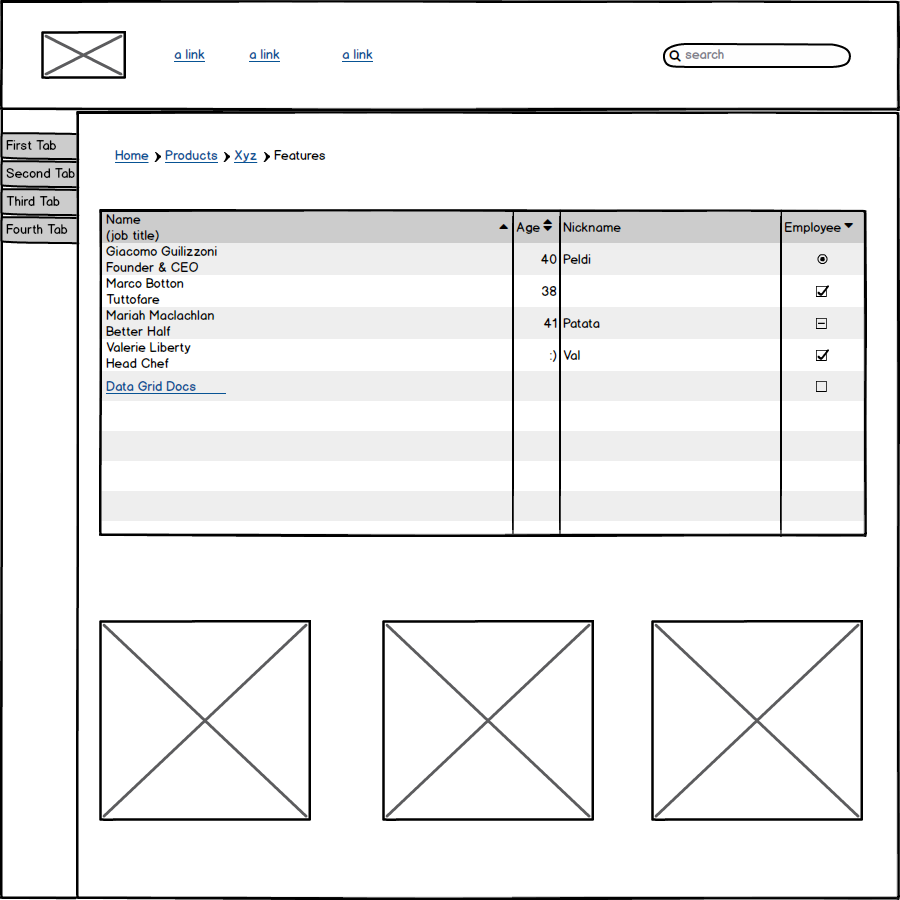 a link a link a link search
First Tab
Second Tab
Third Tab
Fourth Tab
Home Products Xyz Features
Name
(job title) Age Nickname Employee
Giacomo Guilizzoni
Founder & CEO 40 Peldi
Marco Botton
Tuttofare 38
Mariah Maclachlan
Better Half 41 Patata
Valerie Liberty
Head Chef :) Val
Data Grid Docs